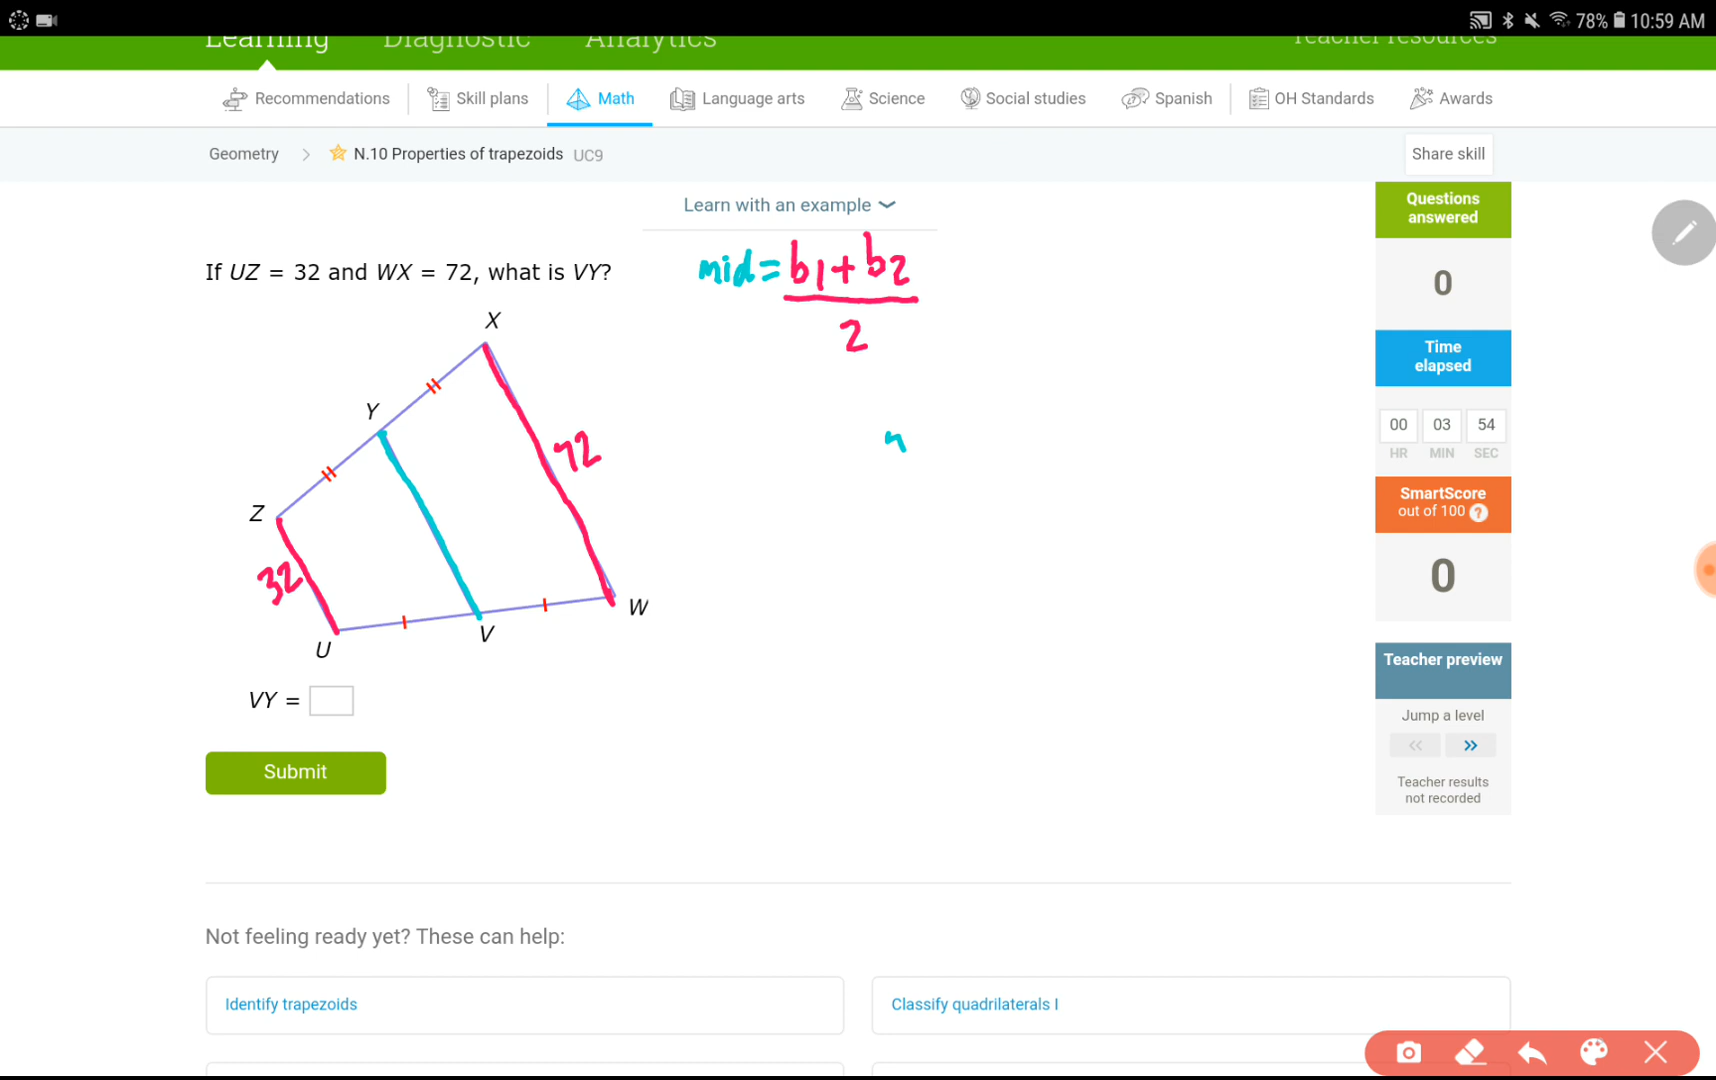 78% 10:59 AM
Learning Diagnostic Analytics Teacher resources
Recommendations Skill plans Math Language arts Science Social studies Spanish OH Standards Awards
Geometry > N.10 Properties of trapezoids UC9
Share skill
Learn with an example
Questions answered
0
If UZ = 32 and WX = 72, what is VY?
mid = b1 + b2
2
X
Y
72
Z
32
W
V
U
VY =
Submit
Time elapsed
00 03 54
HR MIN SEC
SmartScore
out of 100 ?
0
Teacher preview
Jump a level
Teacher results
not recorded
Not feeling ready yet? These can help:
Identify trapezoids
Classify quadrilaterals I